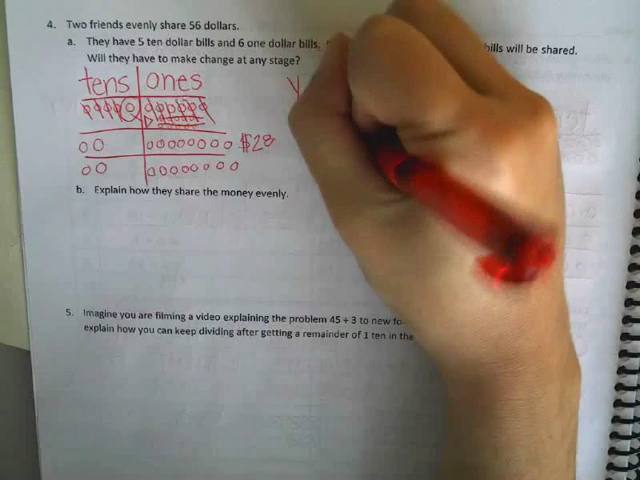 4. Two friends evenly share 56 dollars.
a. They have 5 ten dollar bills and 6 one dollar bills. bills will be shared.
Will they have to make change at any stage?
tens ones
$28
b. Explain how they share the money evenly.
5. Imagine you are filming a video explaining the problem 45 ÷ 3 to new
explain how you can keep dividing after getting a remainder of 1 ten in the